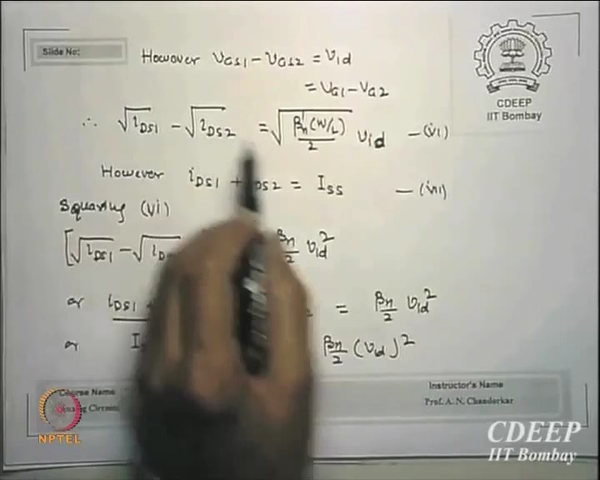 Slide No:
However VGS1 - VGS2 = Vid
= VG1 - VG2
CDEEP
IIT Bombay
∴ √iDS1 - √iDS2 = √(βn'(W/L)/2) Vid — (vi)
However iDS1 + DS2 = ISS — (vii)
Squaring (vi)
[√iDS1 - √iD βn/2 Vid²
or iDS1 = βn/2 Vid²
or I βn/2 (Vid)²
Course Name
Instructor's Name
Prof. A. N. Chandorkar
NPTEL
CDEEP
IIT Bombay